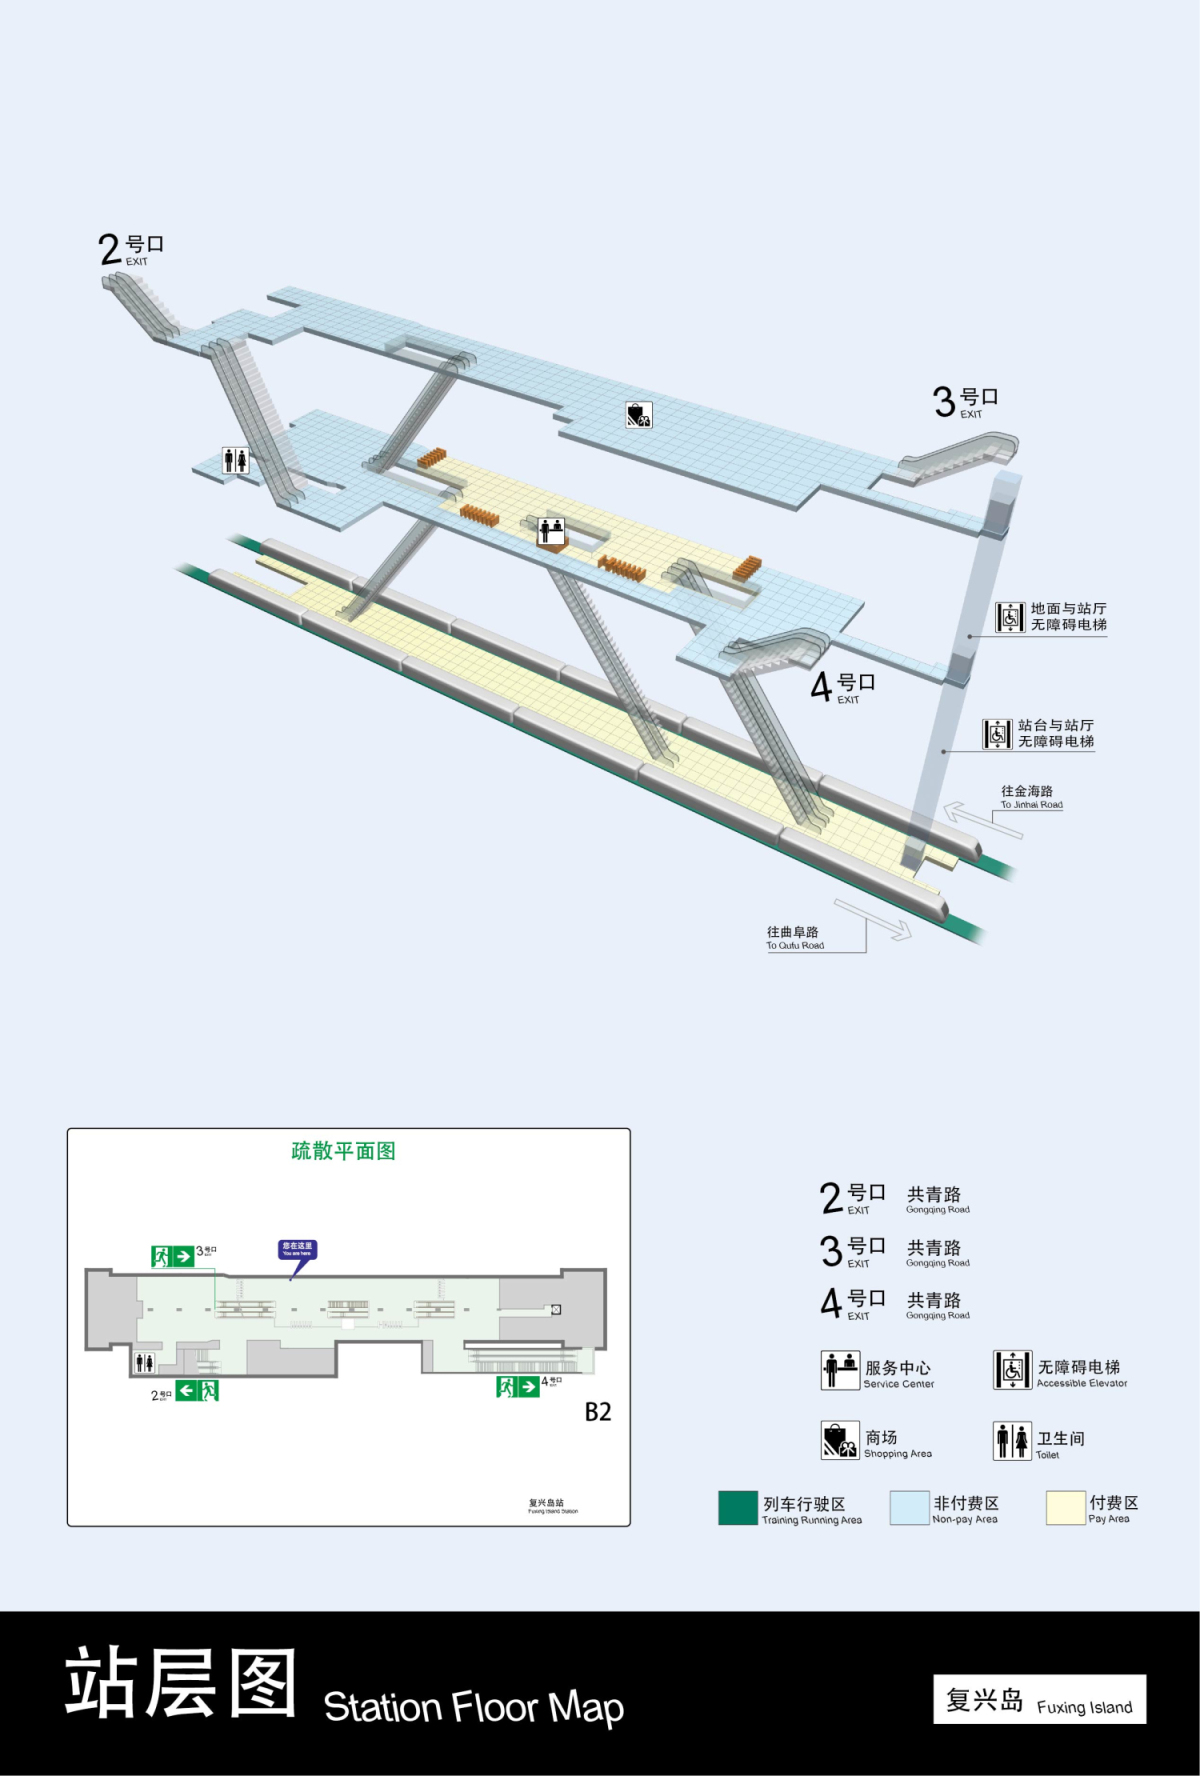 2 号口
EXIT
3 号口
EXIT
地面与站厅
无障碍电梯
4 号口
EXIT
站台与站厅
无障碍电梯
往金海路
To Jinhai Road
往曲阜路
To Qufu Road
疏散平面图
3 号口
您在这里
You are here
2 号口
4 号口
B2
复兴岛站
Fuxing Island Station
2 号口 共青路
EXIT Gongqing Road
3 号口 共青路
EXIT Gongqing Road
4 号口 共青路
EXIT Gongqing Road
服务中心 无障碍电梯
Service Center Accessible Elevator
商场 卫生间
Shopping Area Toilet
列车行驶区 非付费区 付费区
Training Running Area Non-pay Area Pay Area
站层图 Station Floor Map
复兴岛 Fuxing Island